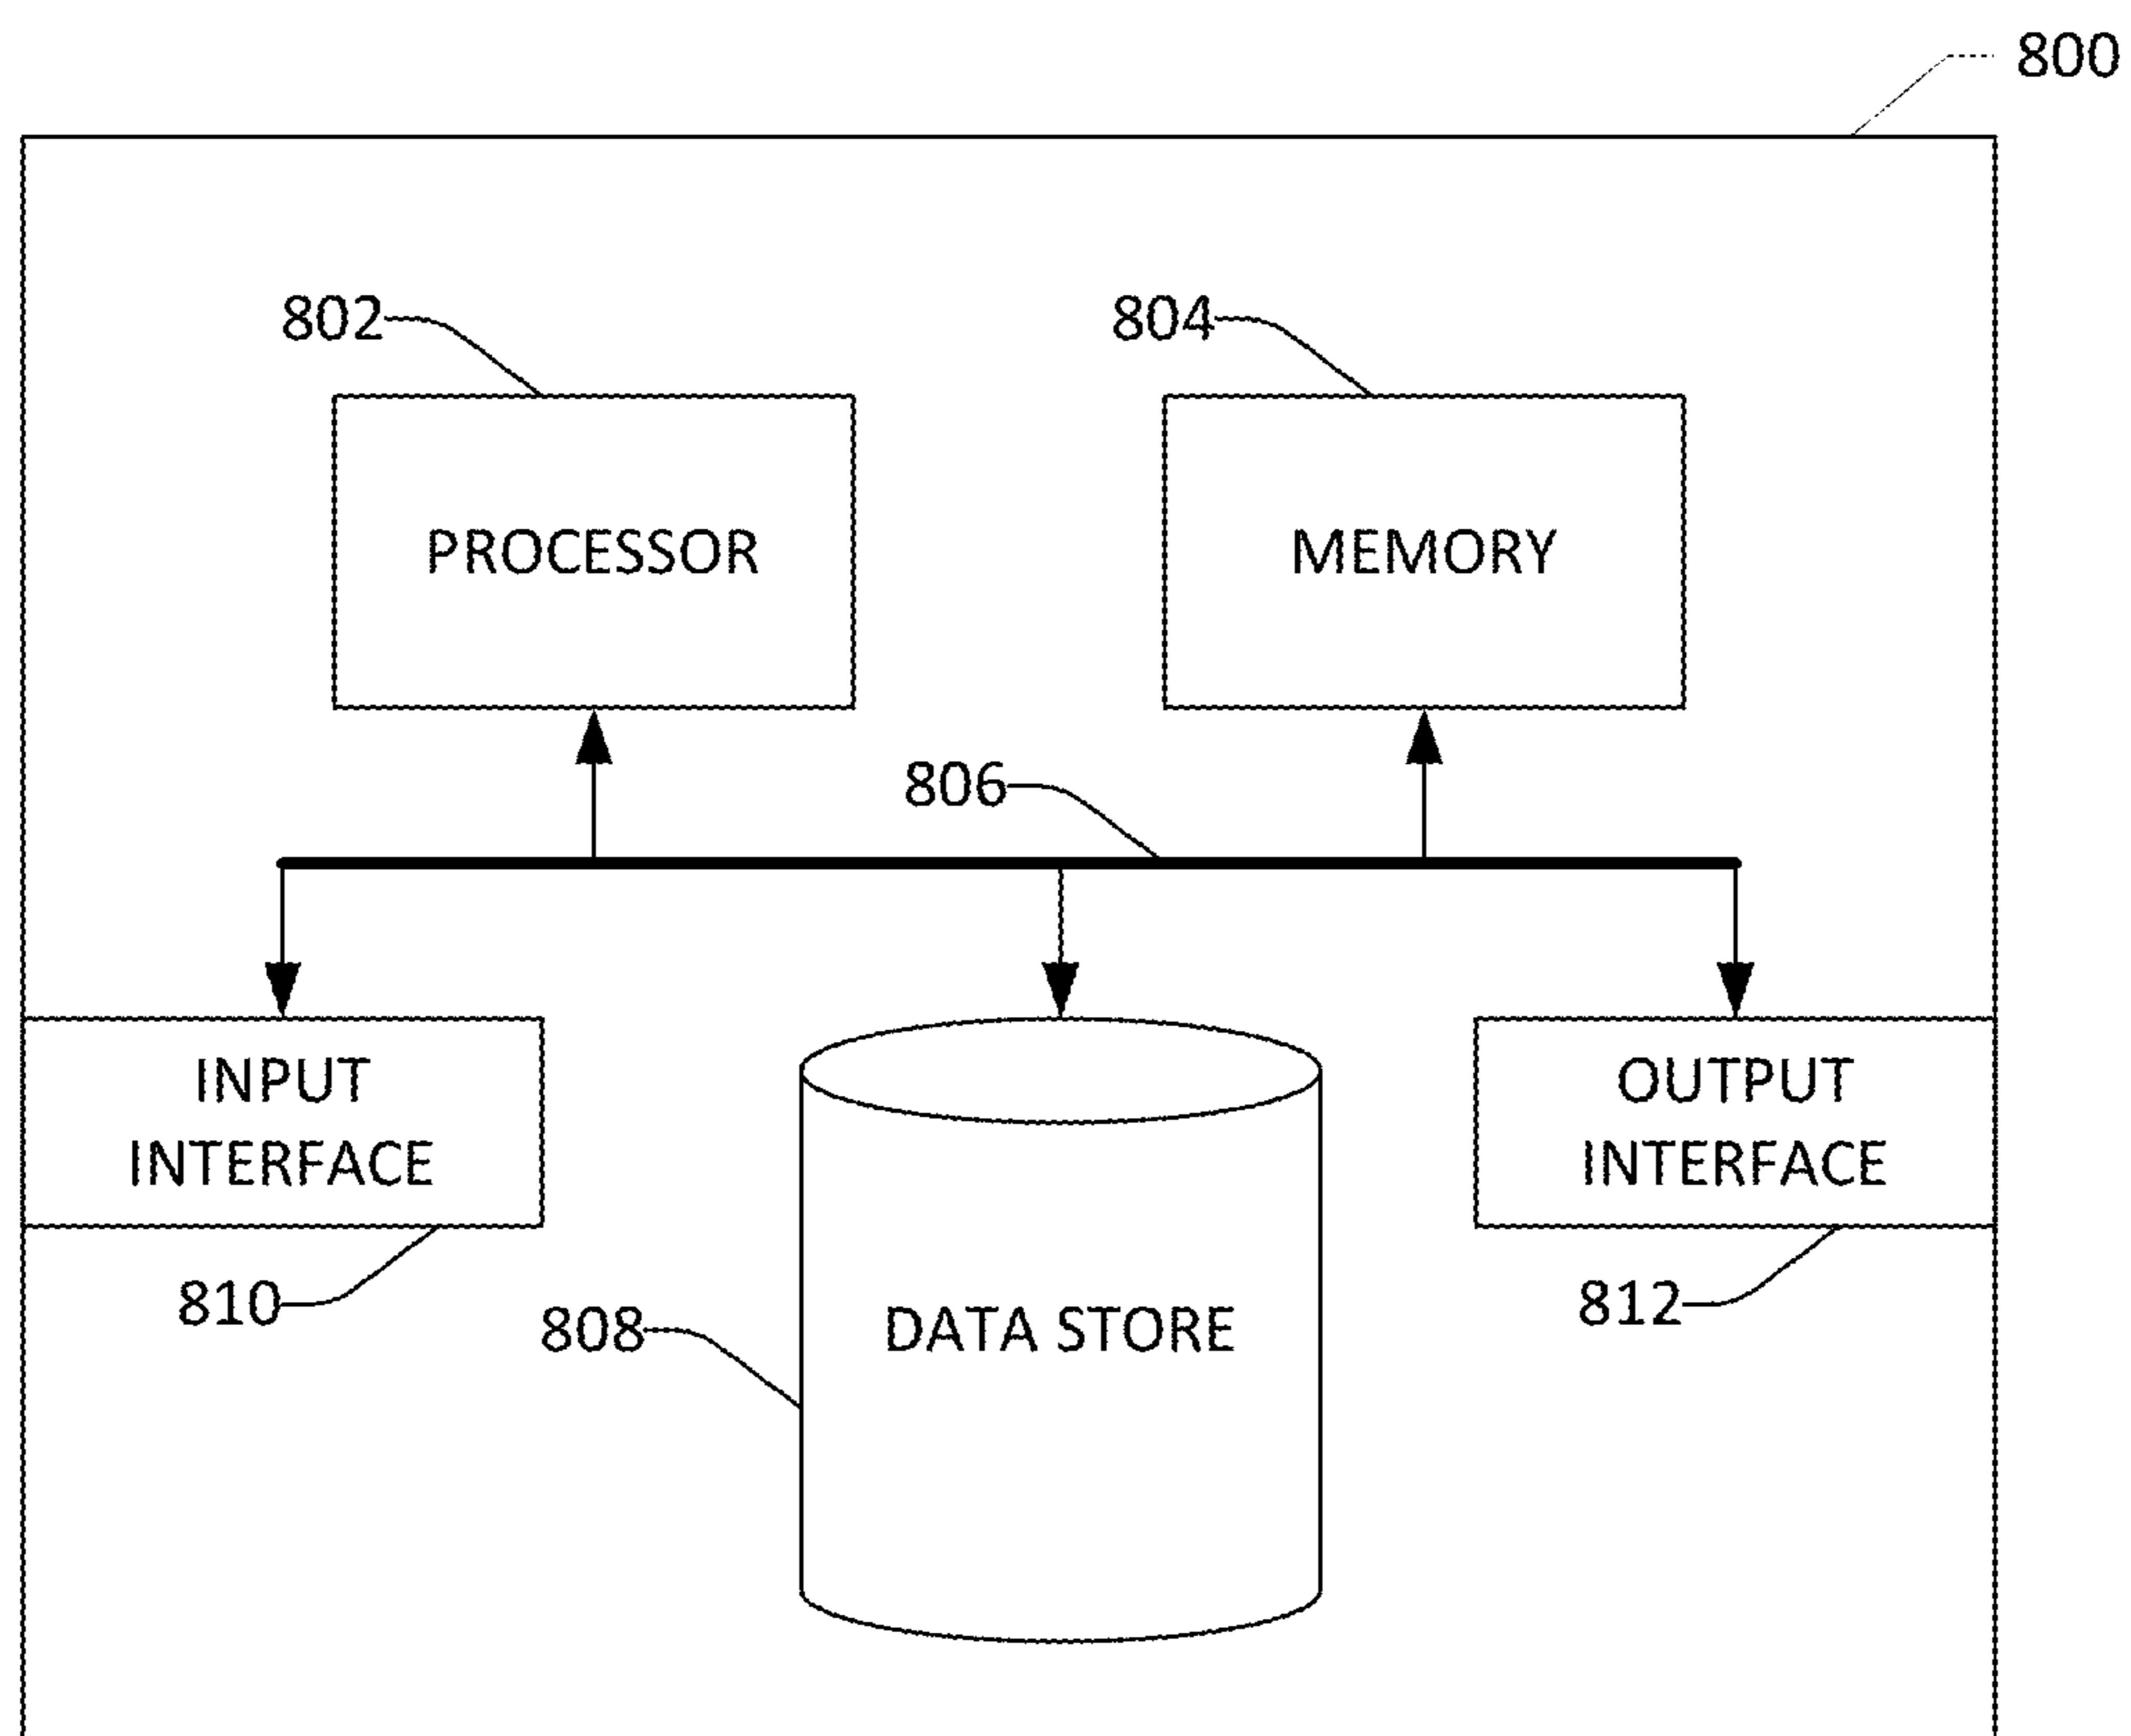 800
802
804
PROCESSOR
MEMORY
806
INPUT
INTERFACE
OUTPUT
INTERFACE
810
808
DATA STORE
812